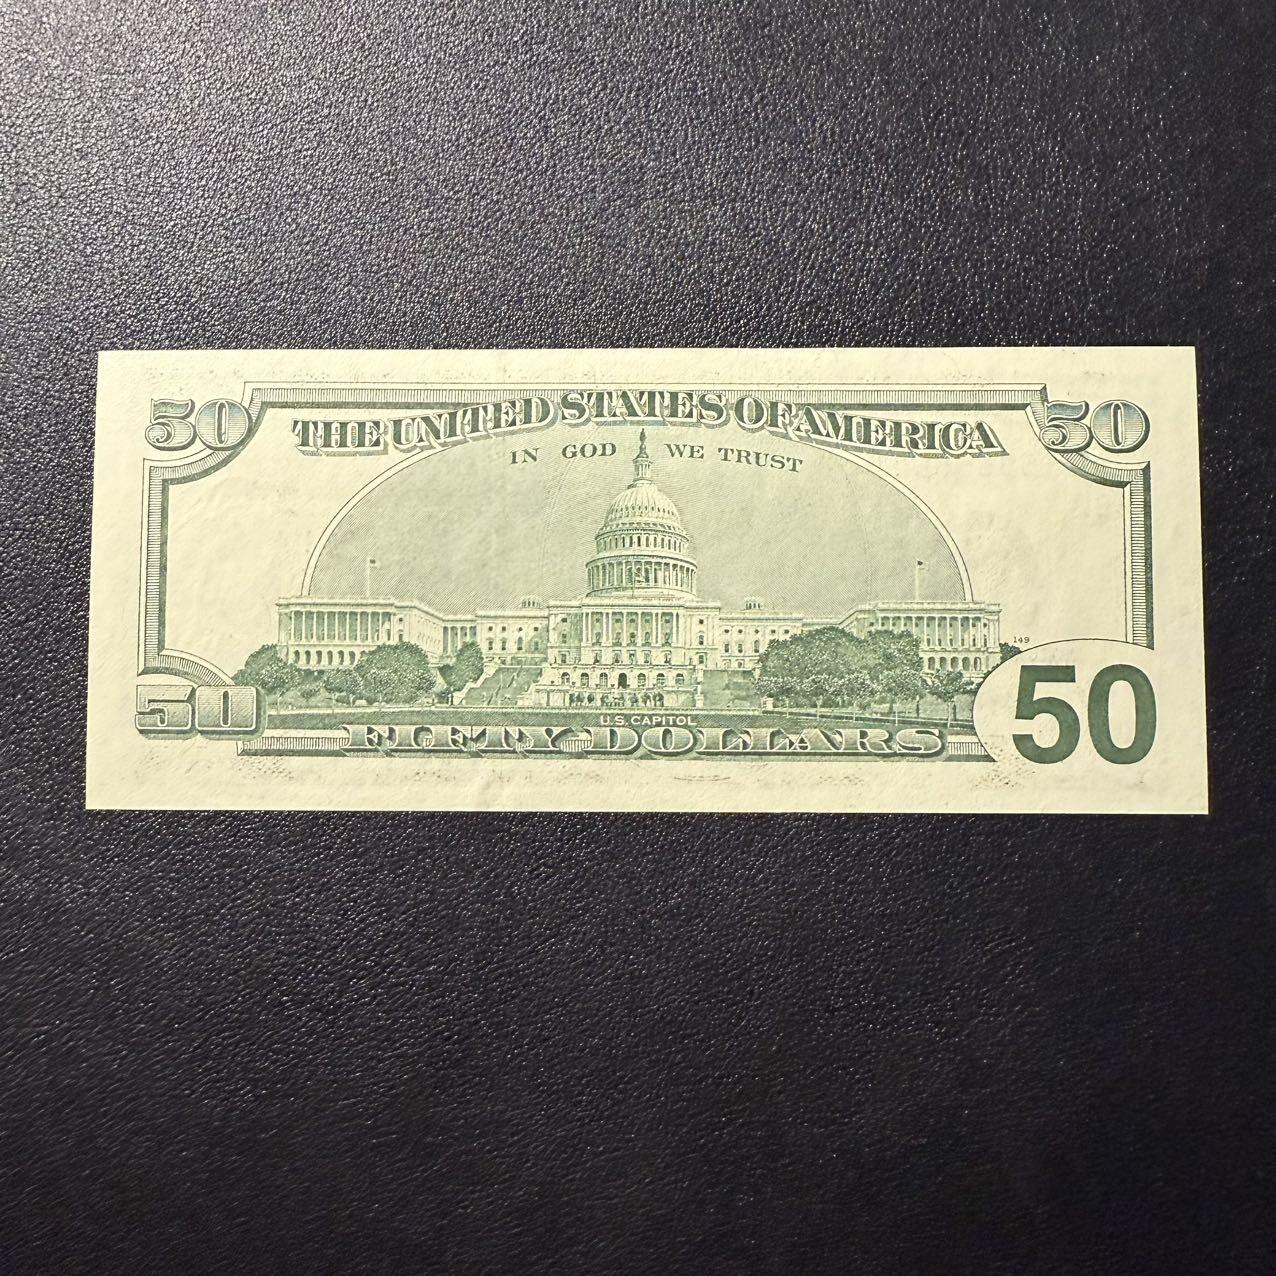 50 THE UNITED STATES OF AMERICA 50
IN GOD WE TRUST
149
50 U.S. CAPITOL 50
FIFTY DOLLARS